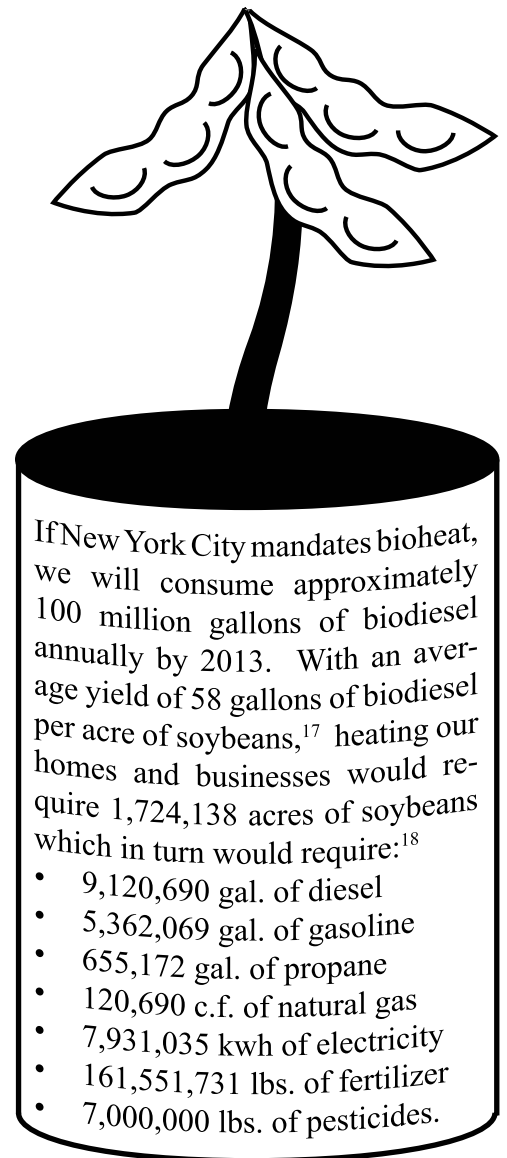 If New York City mandates bioheat,
we will consume approximately
100 million gallons of biodiesel
annually by 2013. With an aver-
age yield of 58 gallons of biodiesel
per acre of soybeans,¹⁷ heating our
homes and businesses would re-
quire 1,724,138 acres of soybeans
which in turn would require:¹⁸
• 9,120,690 gal. of diesel
• 5,362,069 gal. of gasoline
• 655,172 gal. of propane
• 120,690 c.f. of natural gas
• 7,931,035 kwh of electricity
• 161,551,731 lbs. of fertilizer
• 7,000,000 lbs. of pesticides.